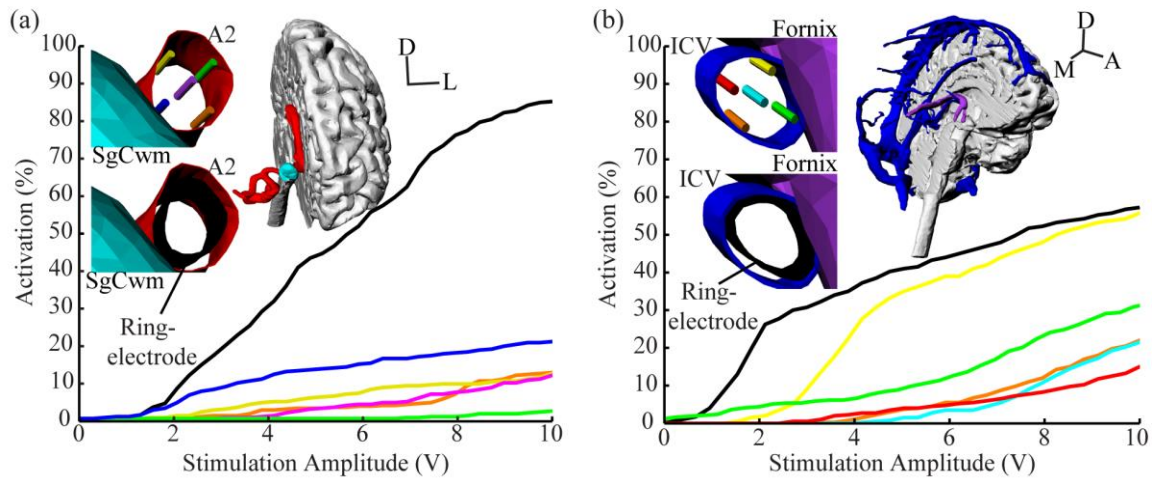 (a)
A2
SgCwm
A2
SgCwm
Ring-
electrode
D
L
Activation (%)
100
90
80
70
60
50
40
30
20
10
0
0 2 4 6 8 10
Stimulation Amplitude (V)
(b)
Fornix
ICV
Fornix
ICV
Ring-
electrode
D
M A
Activation (%)
100
90
80
70
60
50
40
30
20
10
0
0 2 4 6 8 10
Stimulation Amplitude (V)